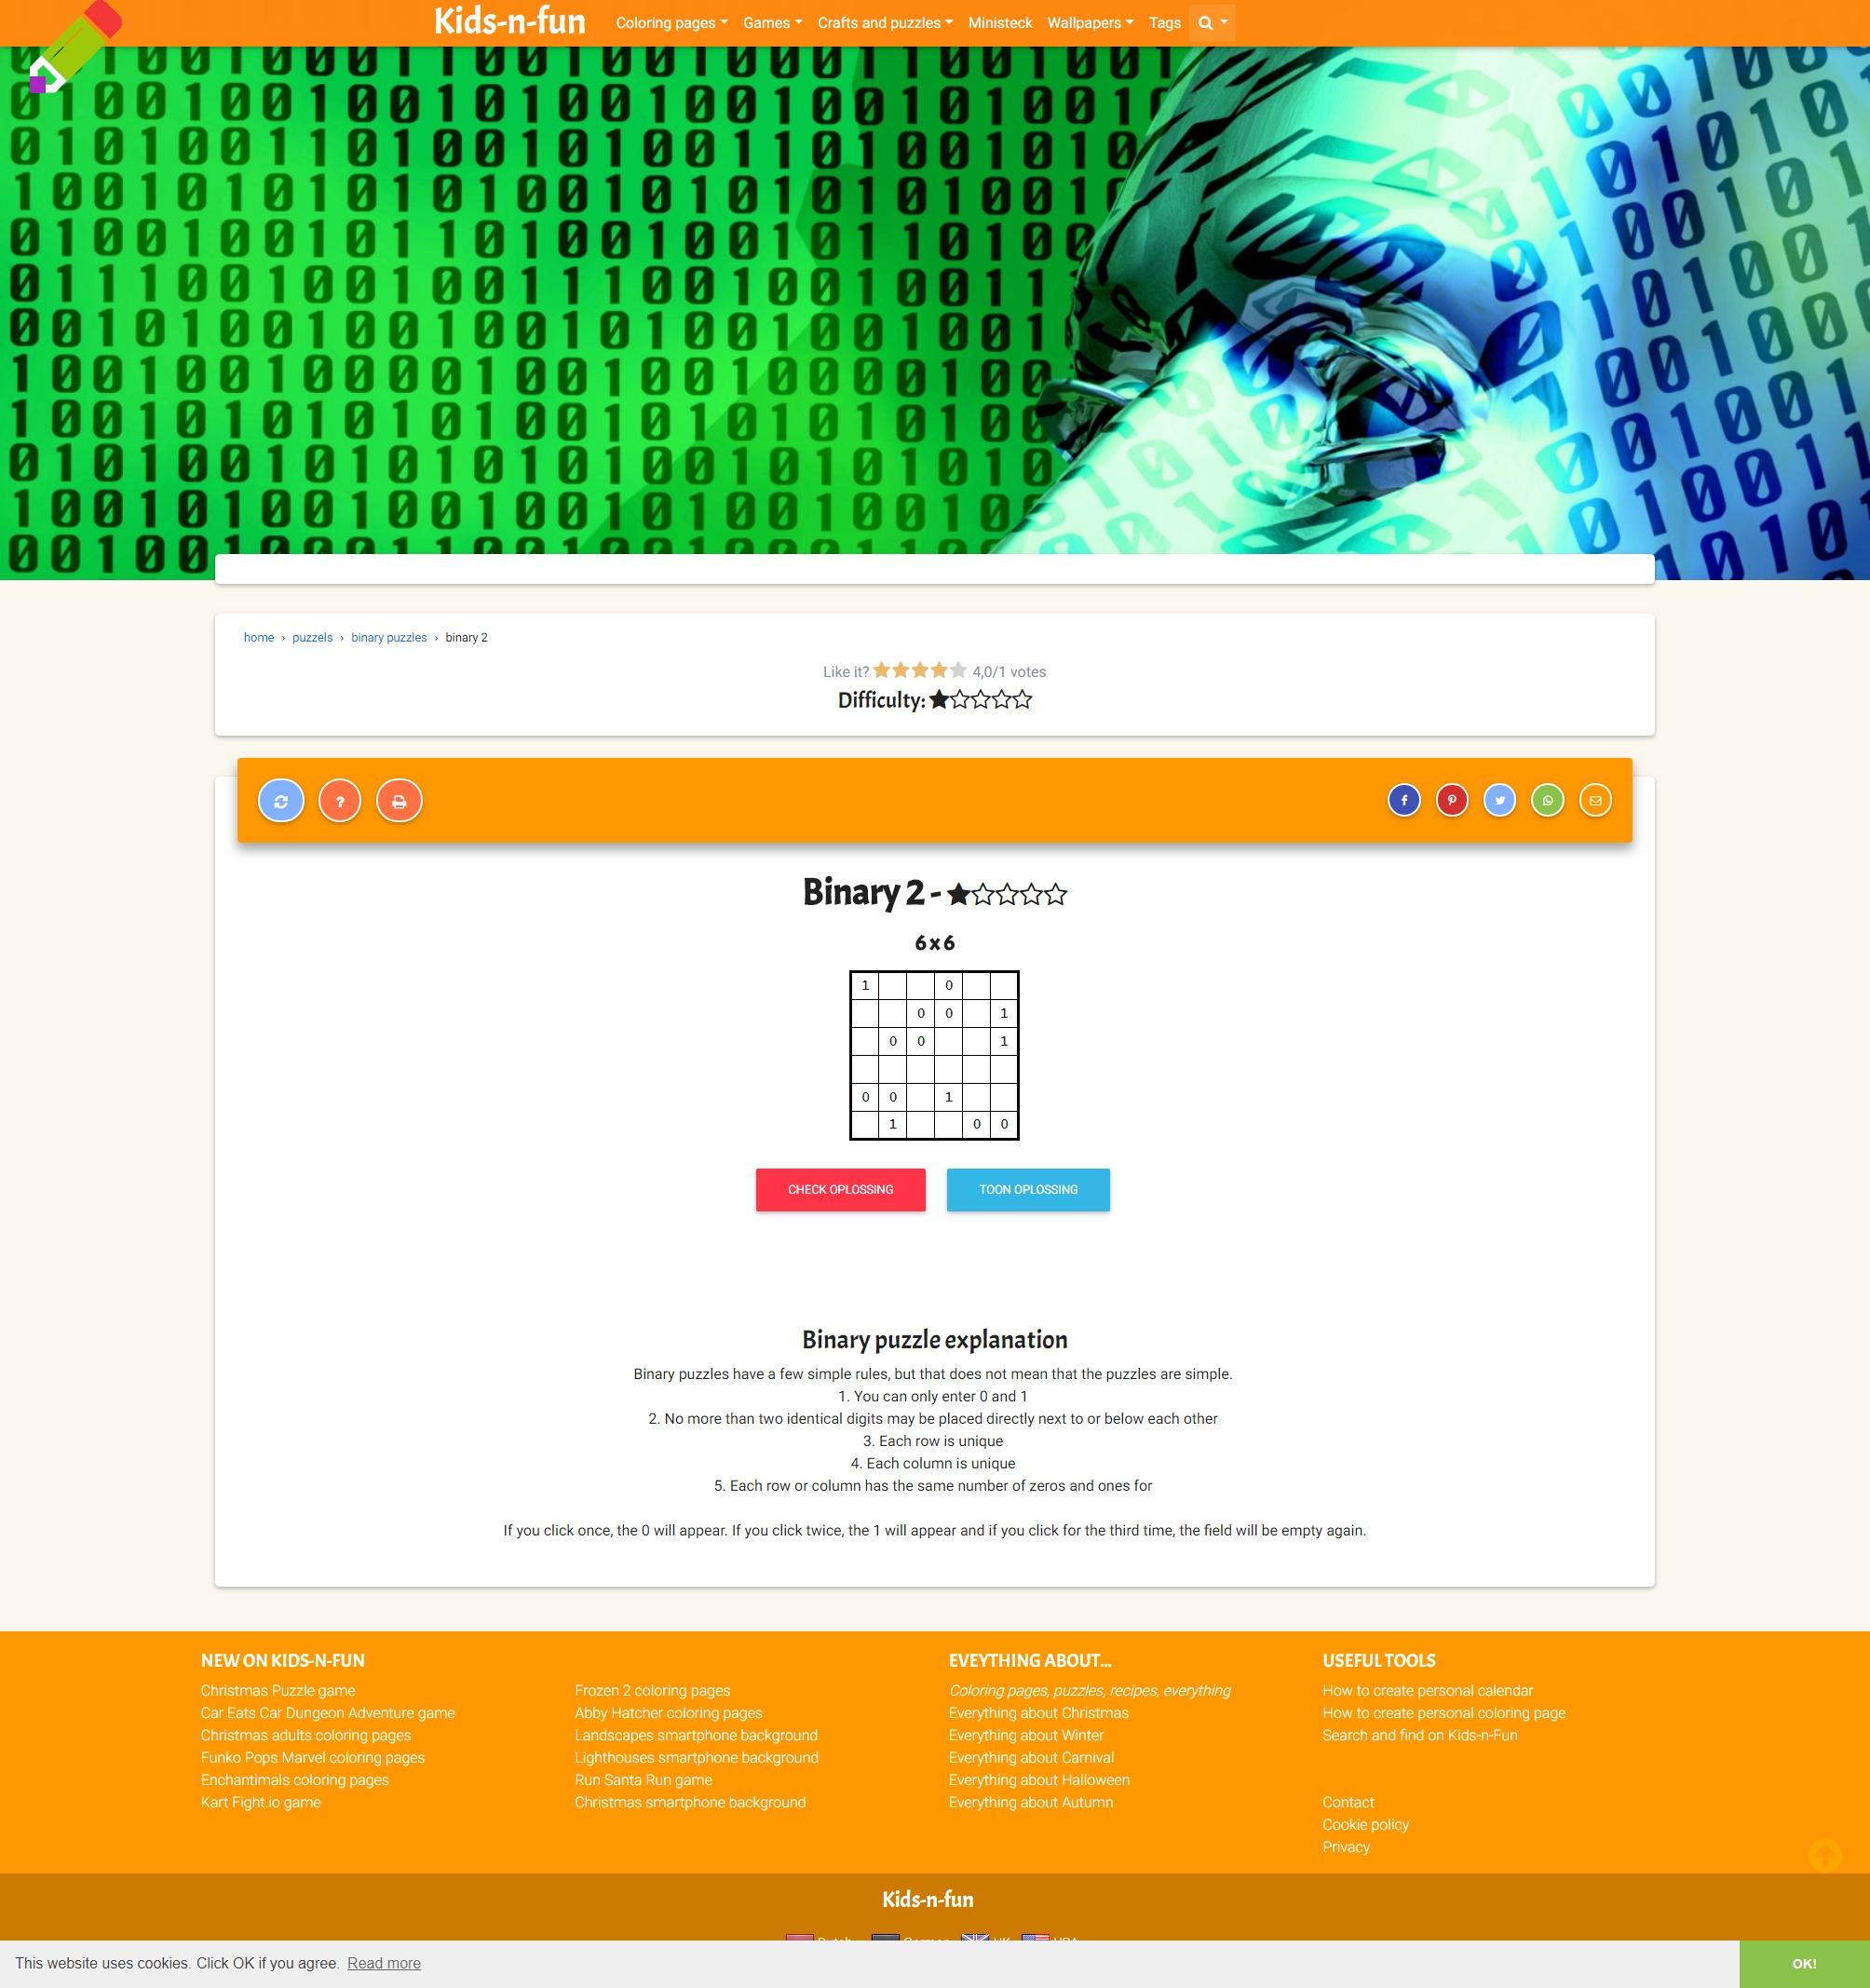 Kids-n-fun Coloring pages Games Crafts and puzzles Ministeck Wallpapers Tags
home › puzzels › binary puzzles › binary 2
Like it? 4,0/1 votes
Difficulty:
Binary 2 -
6 x 6
1 0
0 0 1
0 0 1
0 0 1
1 0 0
CHECK OPLOSSING TOON OPLOSSING
Binary puzzle explanation
Binary puzzles have a few simple rules, but that does not mean that the puzzles are simple.
1. You can only enter 0 and 1
2. No more than two identical digits may be placed directly next to or below each other
3. Each row is unique
4. Each column is unique
5. Each row or column has the same number of zeros and ones for
If you click once, the 0 will appear. If you click twice, the 1 will appear and if you click for the third time, the field will be empty again.
NEW ON KIDS-N-FUN
Christmas Puzzle game
Car Eats Car Dungeon Adventure game
Christmas adults coloring pages
Funko Pops Marvel coloring pages
Enchantimals coloring pages
Kart Fight.io game
Frozen 2 coloring pages
Abby Hatcher coloring pages
Landscapes smartphone background
Lighthouses smartphone background
Run Santa Run game
Christmas smartphone background
EVEYTHING ABOUT...
Coloring pages, puzzles, recipes, everything
Everything about Christmas
Everything about Winter
Everything about Carnival
Everything about Halloween
Everything about Autumn
USEFUL TOOLS
How to create personal calendar
How to create personal coloring page
Search and find on Kids-n-Fun
Contact
Cookie policy
Privacy
Kids-n-fun
This website uses cookies. Click OK if you agree. Read more OK!